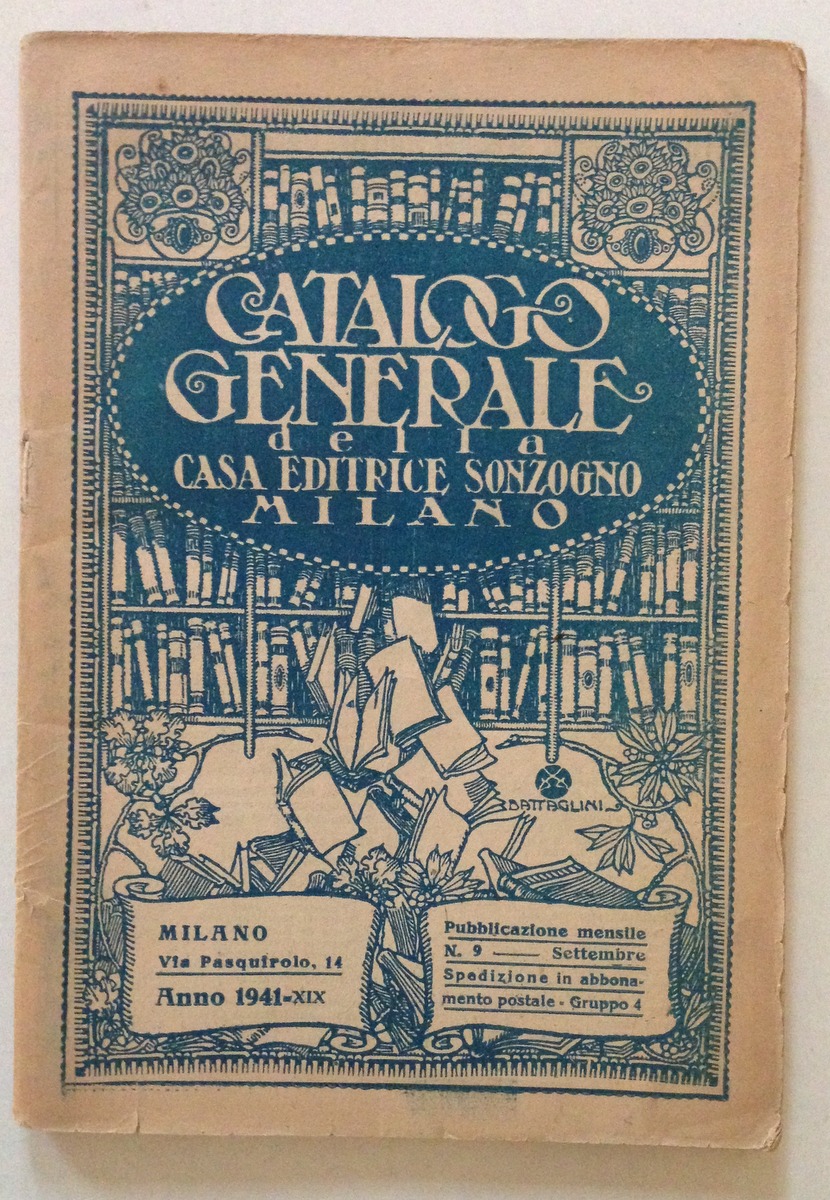 CATALOGO
GENERALE
della
CASA EDITRICE SONZOGNO
MILANO
BATTAGLINI
MILANO
Via Pasquirolo, 14
Anno 1941=XIX
Pubblicazione mensile
N. 9 — Settembre
Spedizione in abbona-
mento postale - Gruppo 4